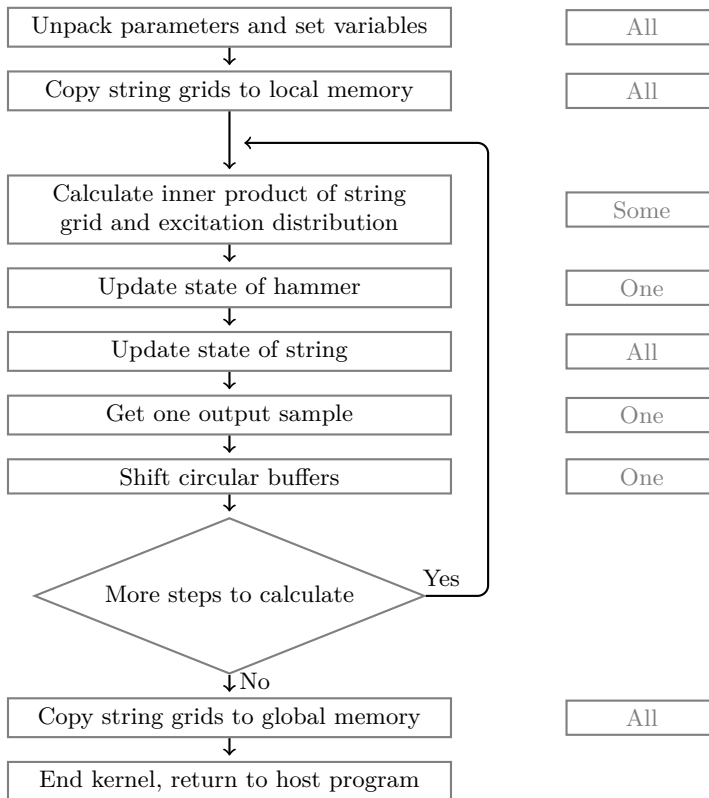 Unpack parameters and set variables
All
Copy string grids to local memory
All
Calculate inner product of string
grid and excitation distribution
Some
Update state of hammer
One
Update state of string
All
Get one output sample
One
Shift circular buffers
One
More steps to calculate
Yes
No
Copy string grids to global memory
All
End kernel, return to host program